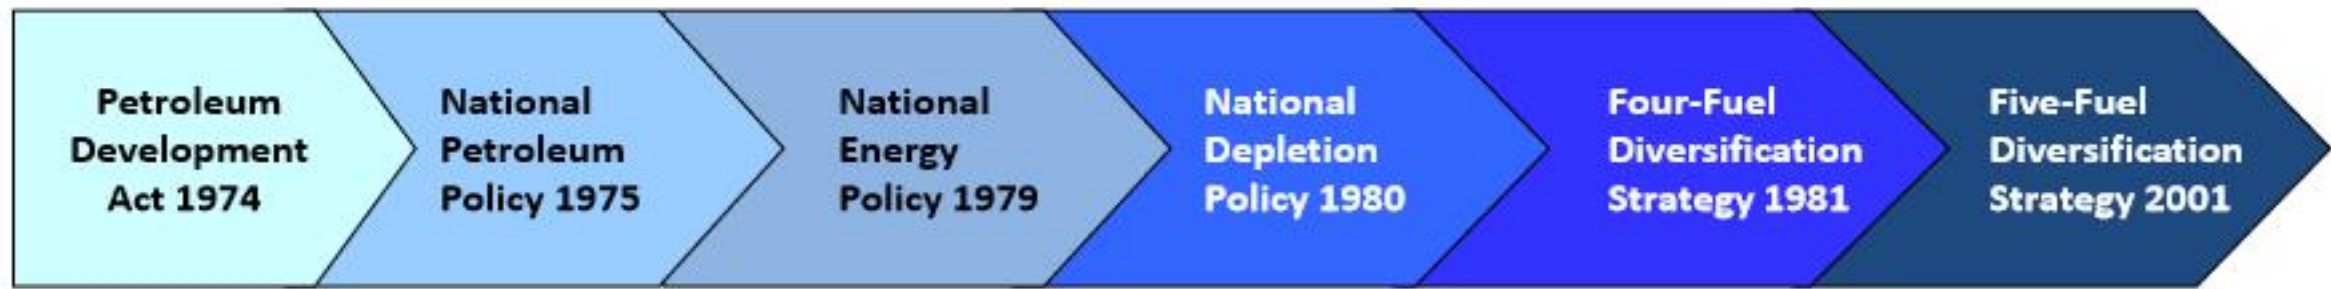 Petroleum
Development
Act 1974
National
Petroleum
Policy 1975
National
Energy
Policy 1979
National
Depletion
Policy 1980
Four-Fuel
Diversification
Strategy 1981
Five-Fuel
Diversification
Strategy 2001